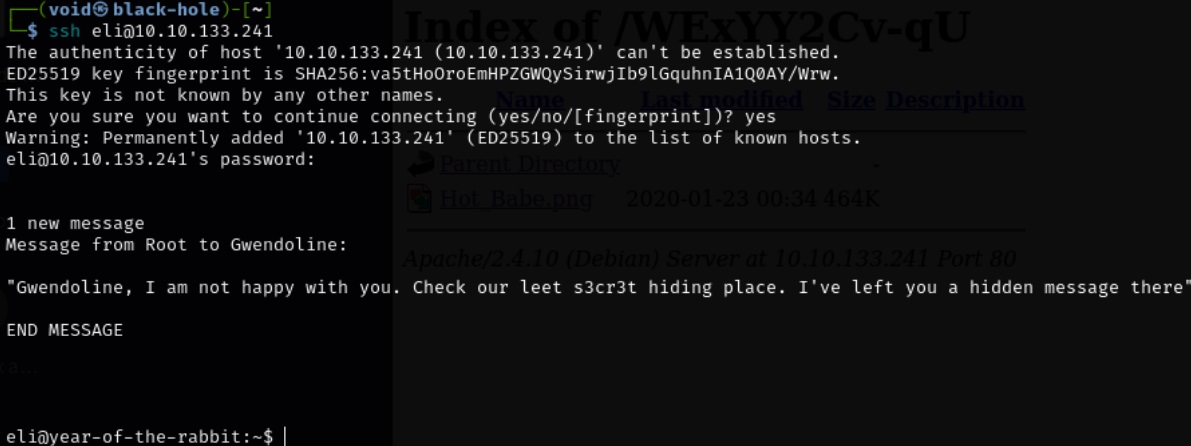 ┌──(void㉿black-hole)-[~]
└─$ ssh eli@10.10.133.241
The authenticity of host '10.10.133.241 (10.10.133.241)' can't be established.
ED25519 key fingerprint is SHA256:va5tHoOroEmHPZGWQySirwjIb9lGquhnIA1Q0AY/Wrw.
This key is not known by any other names.
Are you sure you want to continue connecting (yes/no/[fingerprint])? yes
Warning: Permanently added '10.10.133.241' (ED25519) to the list of known hosts.
eli@10.10.133.241's password:
1 new message
Message from Root to Gwendoline:
"Gwendoline, I am not happy with you. Check our leet s3cr3t hiding place. I've left you a hidden message there"
END MESSAGE
eli@year-of-the-rabbit:~$
Index of /WExYY2Cv-qU
Name Last modified Size Description
Parent Directory -
Hot_Babe.png 2020-01-23 00:34 464K
Apache/2.4.10 (Debian) Server at 10.10.133.241 Port 80